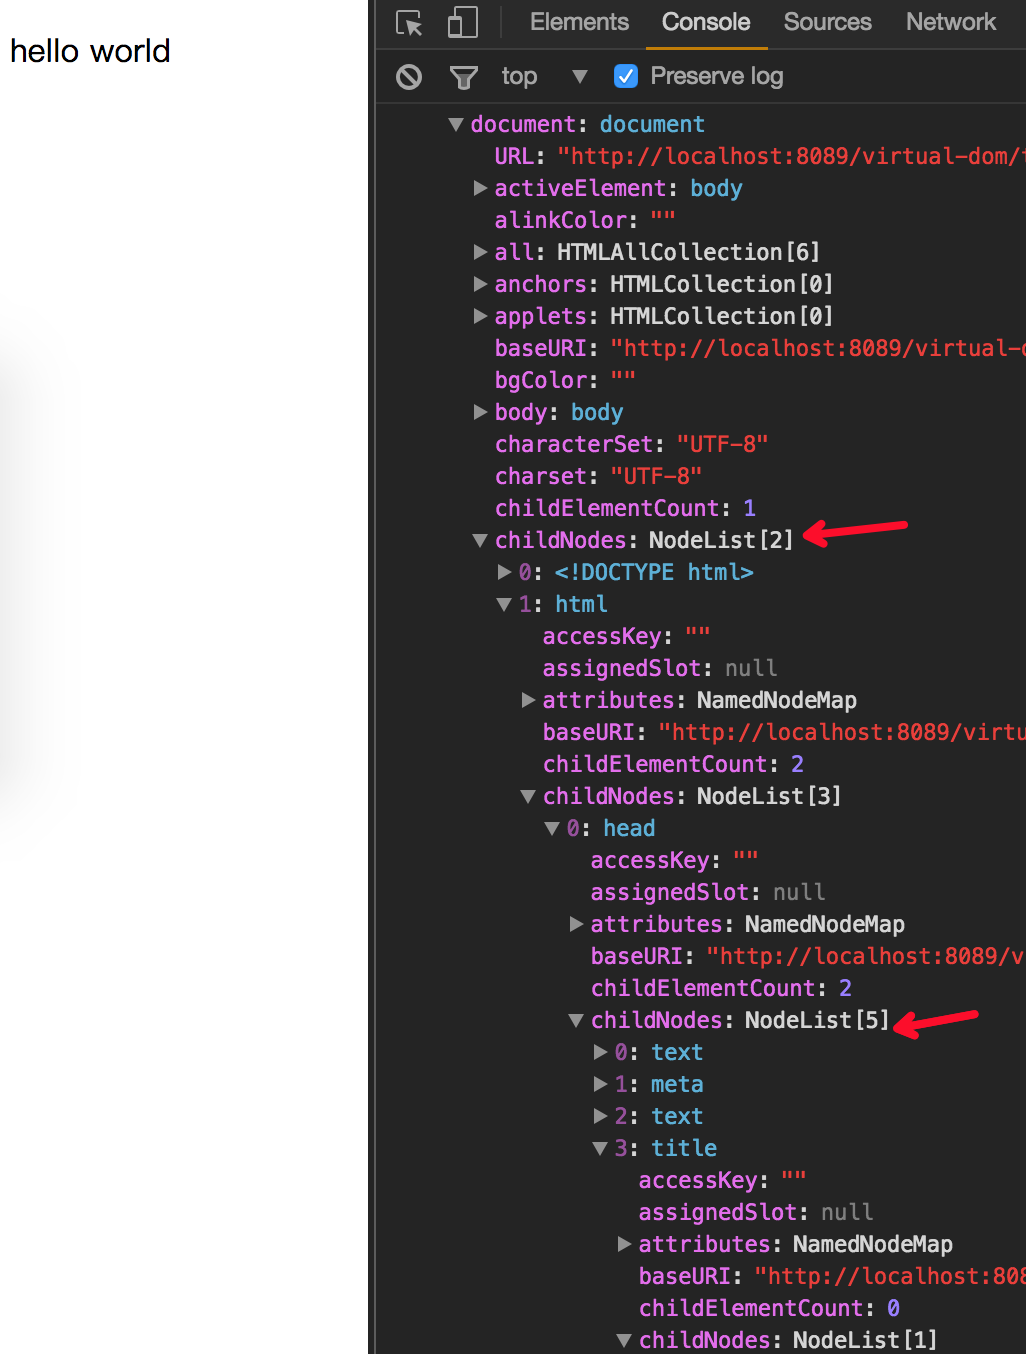 hello world
Elements Console Sources Network
top Preserve log
document: document
URL: "http://localhost:8089/virtual-dom/
activeElement: body
alinkColor: ""
all: HTMLAllCollection[6]
anchors: HTMLCollection[0]
applets: HTMLCollection[0]
baseURI: "http://localhost:8089/virtual-
bgColor: ""
body: body
characterSet: "UTF-8"
charset: "UTF-8"
childElementCount: 1
childNodes: NodeList[2]
0: <!DOCTYPE html>
1: html
accessKey: ""
assignedSlot: null
attributes: NamedNodeMap
baseURI: "http://localhost:8089/virtu
childElementCount: 2
childNodes: NodeList[3]
0: head
accessKey: ""
assignedSlot: null
attributes: NamedNodeMap
baseURI: "http://localhost:8089/v
childElementCount: 2
childNodes: NodeList[5]
0: text
1: meta
2: text
3: title
accessKey: ""
assignedSlot: null
attributes: NamedNodeMap
baseURI: "http://localhost:808
childElementCount: 0
childNodes: NodeList[1]